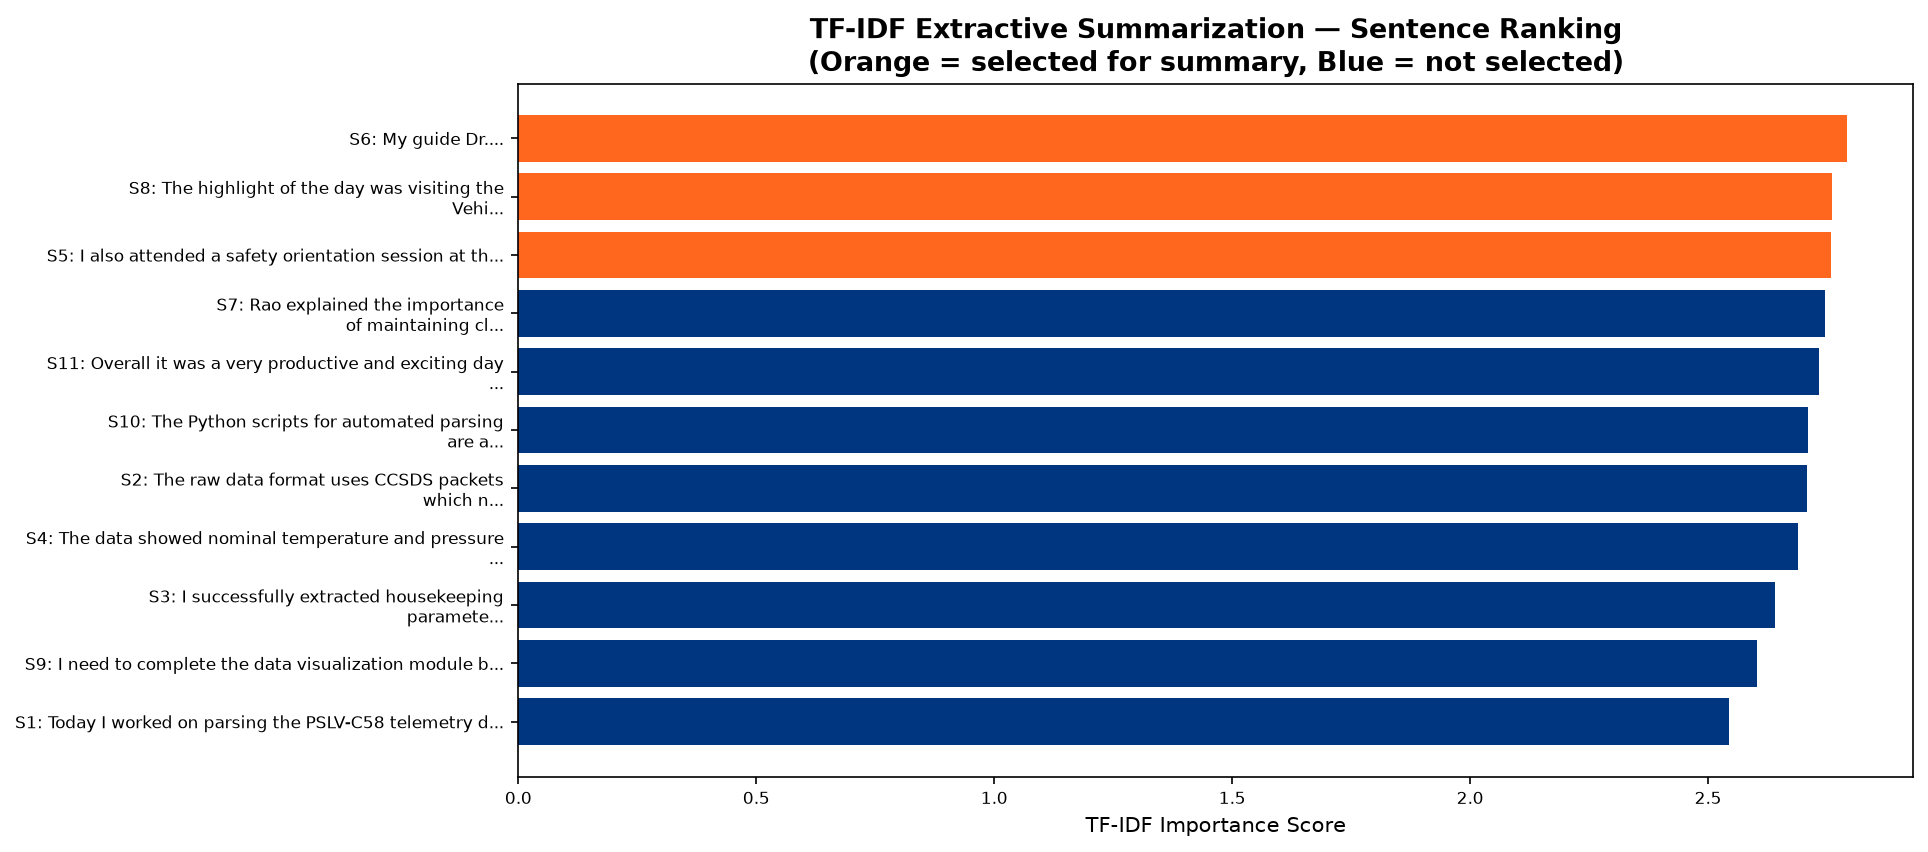 TF-IDF Extractive Summarization — Sentence Ranking
(Orange = selected for summary, Blue = not selected)
S6: My guide Dr....
S8: The highlight of the day was visiting the
Vehi...
S5: I also attended a safety orientation session at th...
S7: Rao explained the importance
of maintaining cl...
S11: Overall it was a very productive and exciting day
...
S10: The Python scripts for automated parsing
are a...
S2: The raw data format uses CCSDS packets
which n...
S4: The data showed nominal temperature and pressure
...
S3: I successfully extracted housekeeping
paramete...
S9: I need to complete the data visualization module b...
S1: Today I worked on parsing the PSLV-C58 telemetry d...
0.0 0.5 1.0 1.5 2.0 2.5
TF-IDF Importance Score